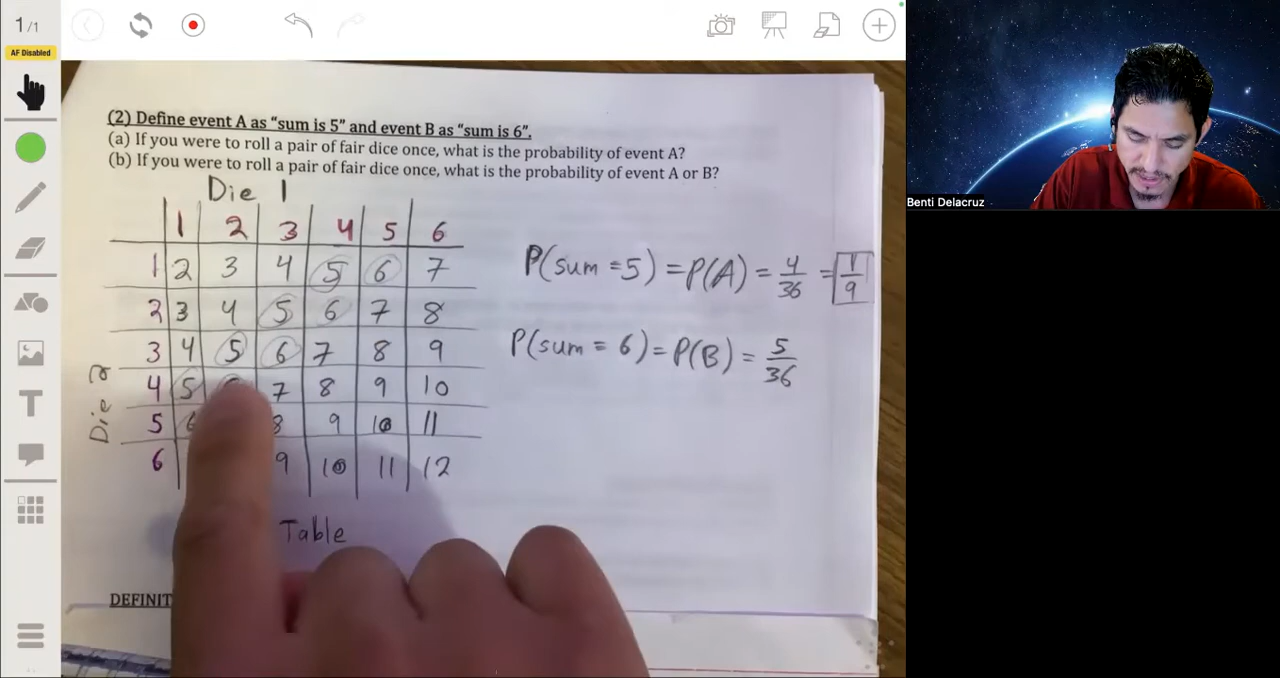 1/1
AF Disabled
T
(2) Define event A as “sum is 5” and event B as “sum is 6”.
(a) If you were to roll a pair of fair dice once, what is the probability of event A?
(b) If you were to roll a pair of fair dice once, what is the probability of event A or B?
Die 1
1 2 3 4 5 6
1 2 3 4 5 6 7
2 3 4 5 6 7 8
3 4 5 6 7 8 9
4 5 7 8 9 10
5 6 8 9 10 11
6 9 10 11 12
Die 2
Table
DEFINIT
P(sum =5) = P(A) = 4/36 = 1/9
P(sum = 6) = P(B) = 5/36
Benti Delacruz